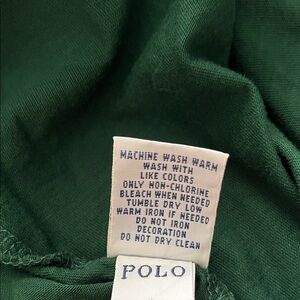 MACHINE WASH WARM
WASH WITH
LIKE COLORS
ONLY NON-CHLORINE
BLEACH WHEN NEEDED
TUMBLE DRY LOW
WARM IRON IF NEEDED
DO NOT IRON
DECORATION
DO NOT DRY CLEAN
POLO